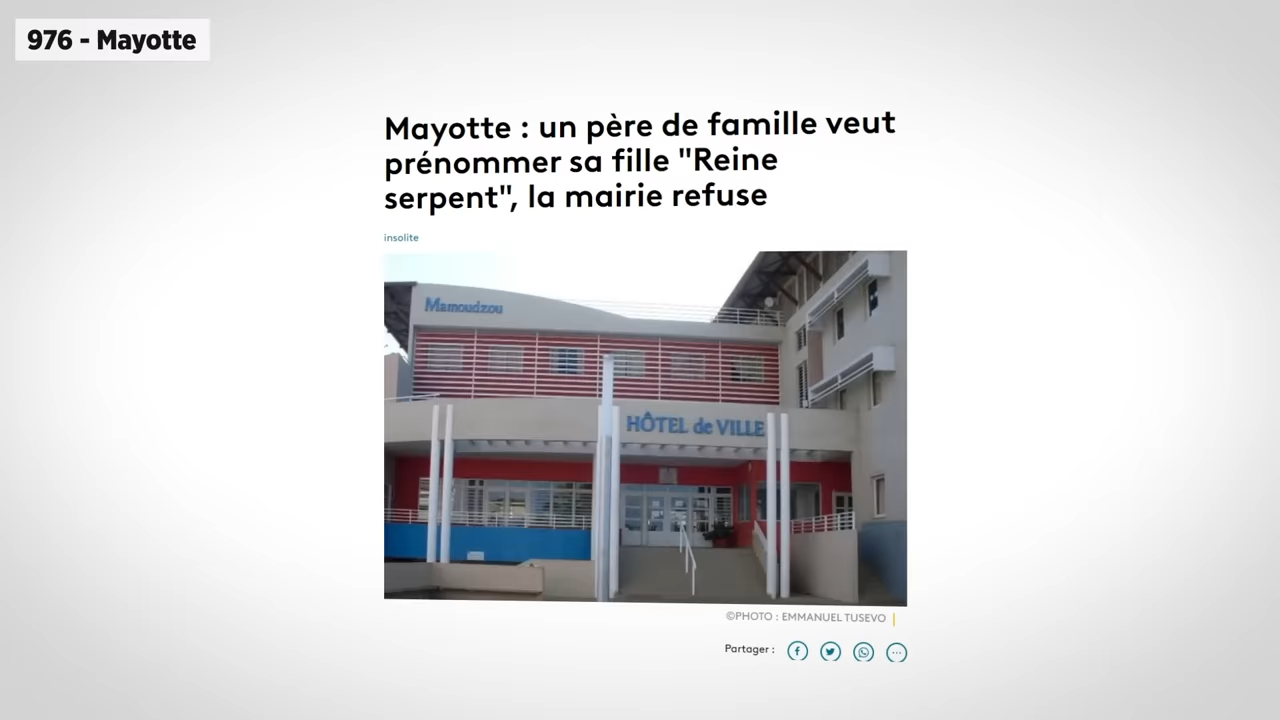 976 - Mayotte
Mayotte : un père de famille veut
prénommer sa fille "Reine
serpent", la mairie refuse
insolite
Mamoudzou
HÔTEL de VILLE
©PHOTO : EMMANUEL TUSEVO
Partager :